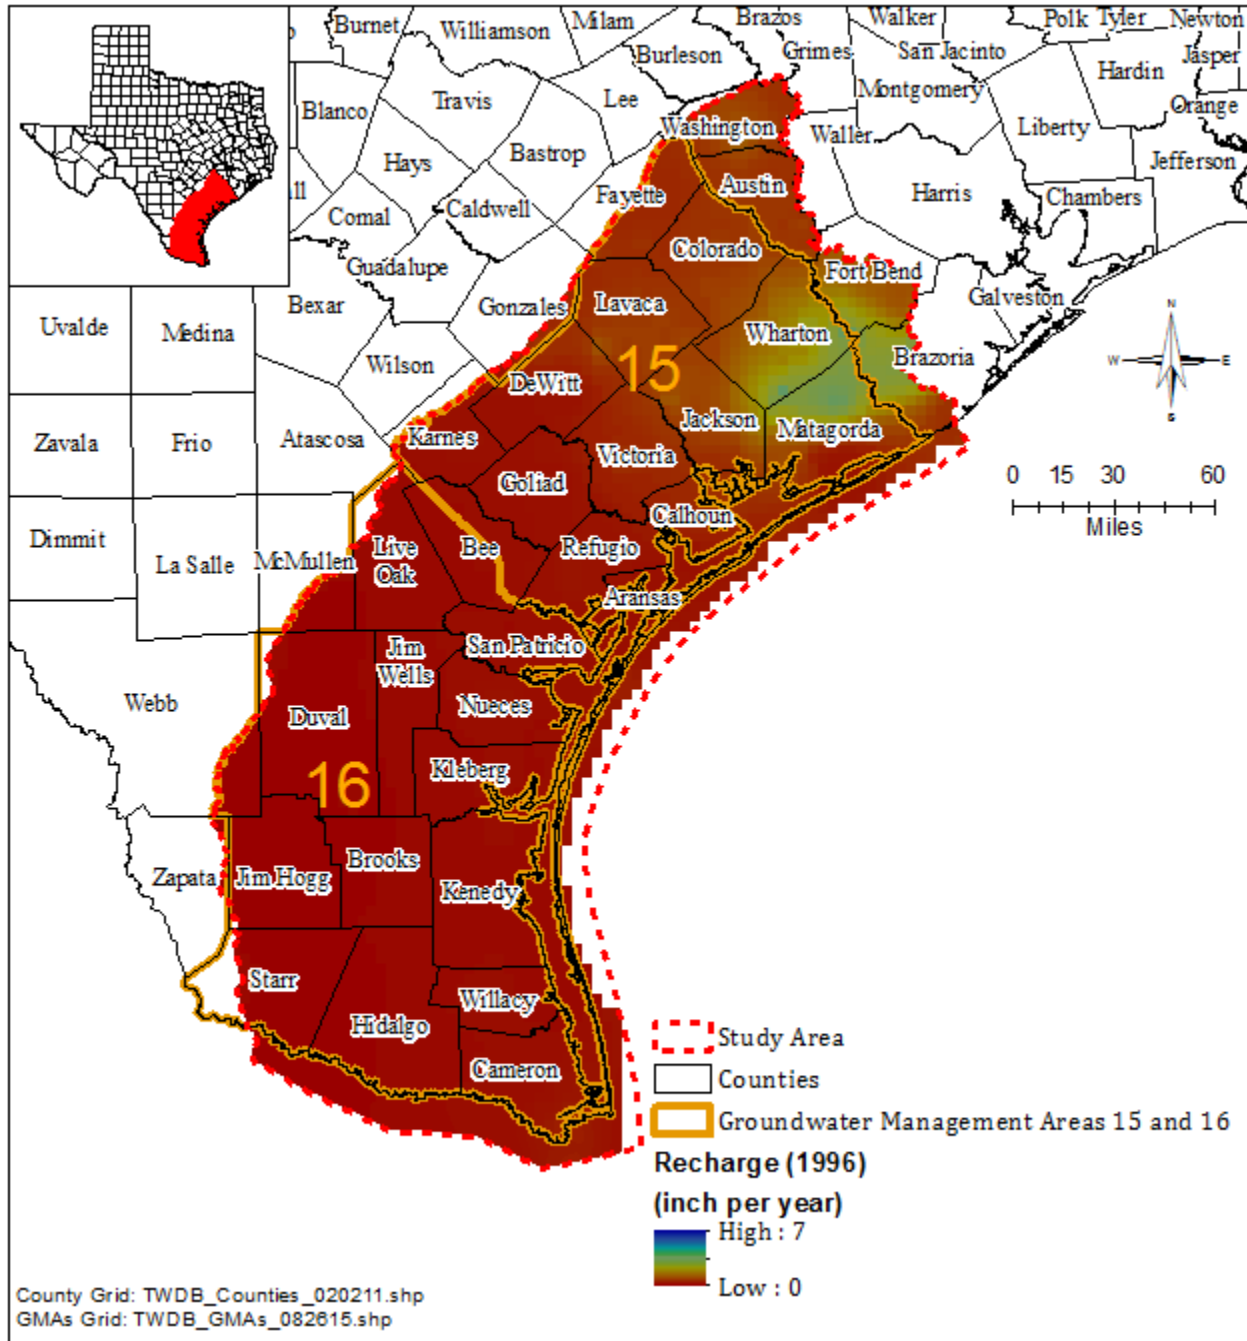 Burnet
Williamson
Milam
Brazos
Walker
Polk
Tyler
Newton
Burleson
Grimes
San Jacinto
Jasper
Hardin
Montgomery
Blanco
Travis
Lee
Orange
Washington
Waller
Liberty
Hays
Bastrop
Jefferson
Austin
Harris
Chambers
Fayette
all
Comal
Caldwell
Colorado
Guadalupe
Fort Bend
Bexar
Gonzales
Lavaca
Galveston
Uvalde
Medina
Wharton
N
W
E
S
Wilson
15
Brazoria
DeWitt
Jackson
Matagorda
Zavala
Frio
Atascosa
Karnes
Victoria
Goliad
0 15 30 60
Miles
Calhoun
Dimmit
La Salle
McMullen
Live
Oak
Bee
Refugio
Aransas
San Patricio
Jim
Wells
Webb
Duval
Nueces
16
Kleberg
Zapata
Jim Hogg
Brooks
Kenedy
Starr
Willacy
Hidalgo
Cameron
Study Area
Counties
Groundwater Management Areas 15 and 16
Recharge (1996)
(inch per year)
High : 7
Low : 0
County Grid: TWDB_Counties_020211.shp
GMAs Grid: TWDB_GMAs_082615.shp